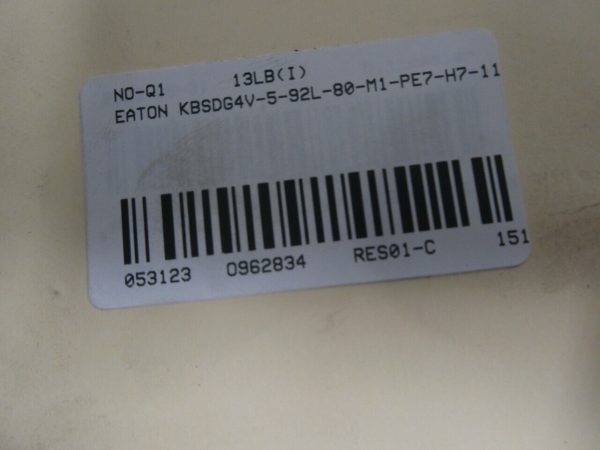 NO-Q1 13LB(I)
EATON KBSDG4V-5-92L-80-M1-PE7-H7-11
053123 0962834 RES01-C 151